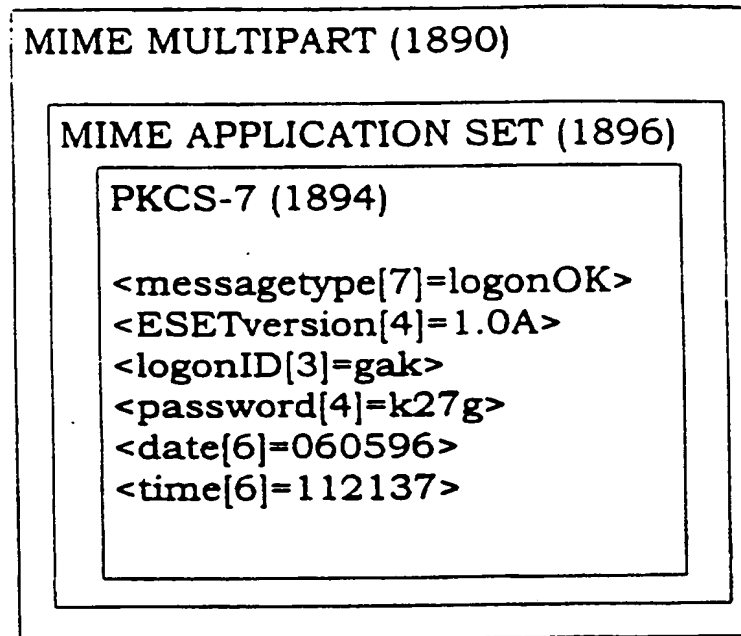 MIME MULTIPART (1890)
MIME APPLICATION SET (1896)
PKCS-7 (1894)
<messagetype[7]=logonOK>
<ESETversion[4]=1.0A>
<logonID[3]=gak>
<password[4]=k27g>
<date[6]=060596>
<time[6]=112137>